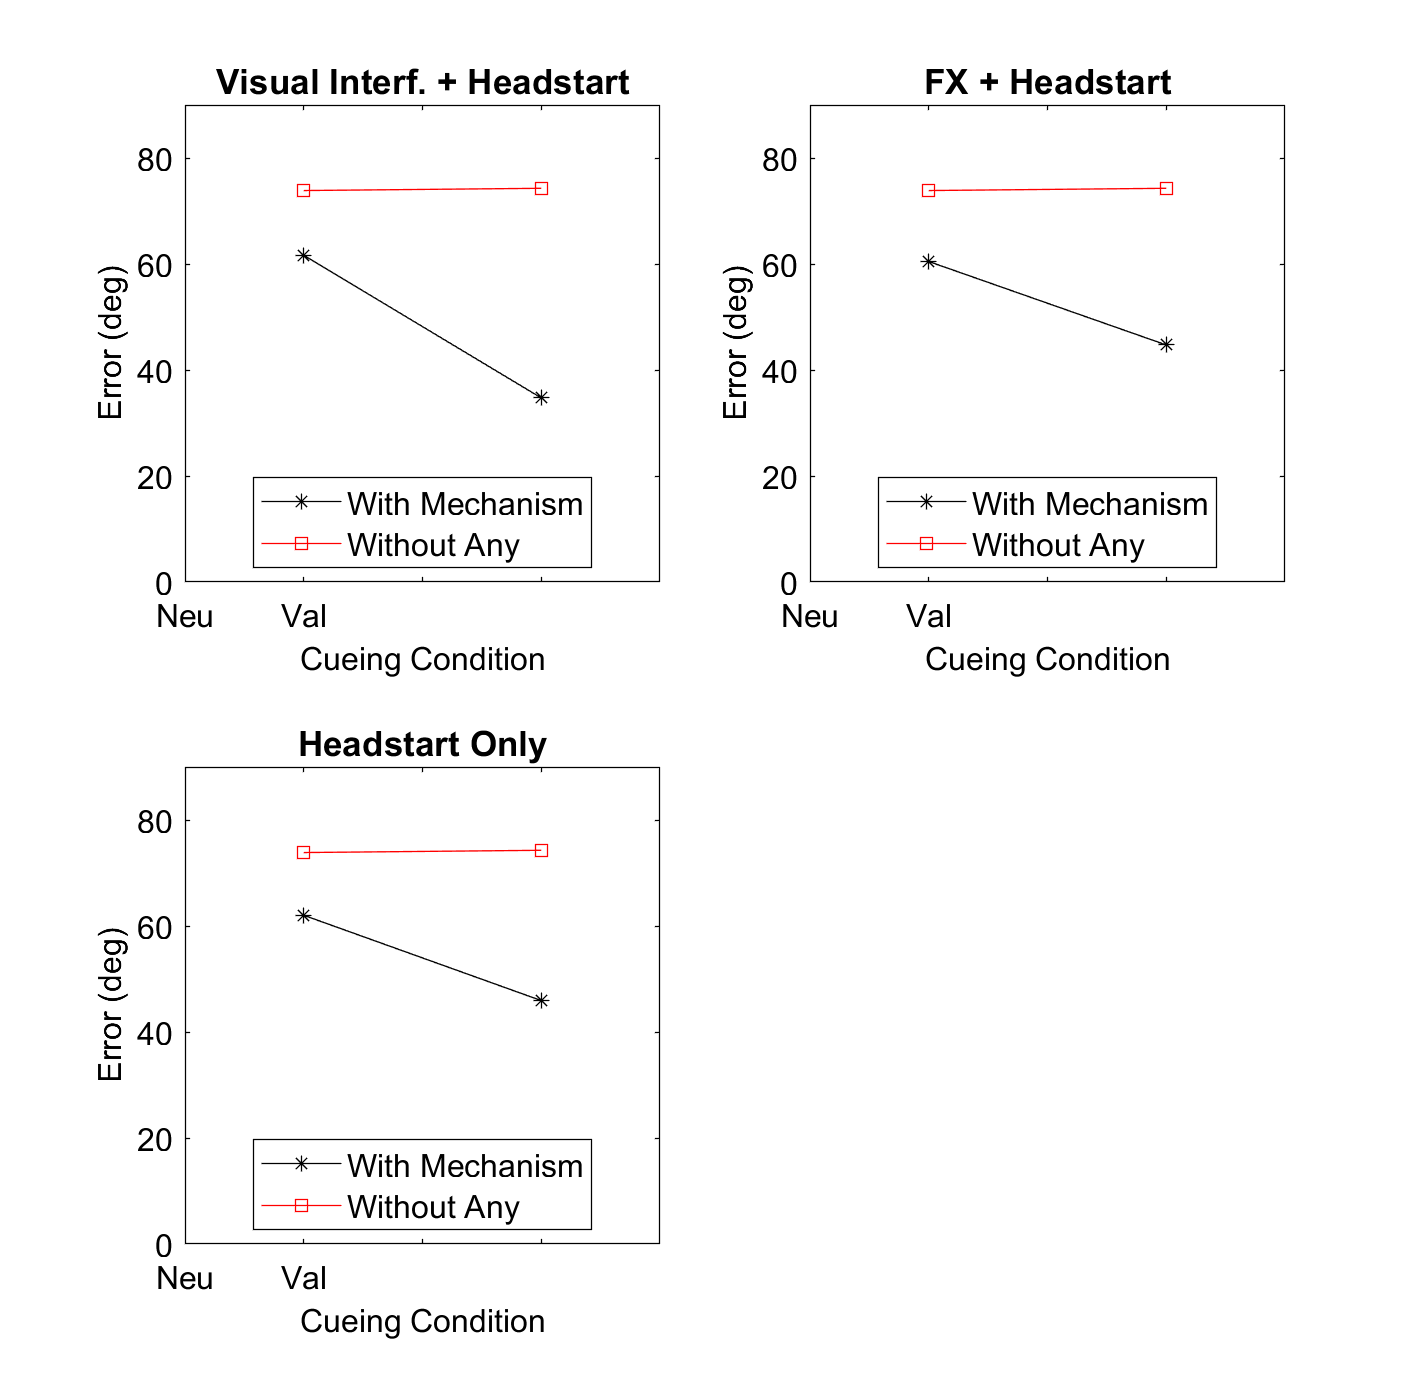 Visual Interf. + Headstart
80
60
40
20
0
Error (deg)
With Mechanism
Without Any
Neu Val
Cueing Condition
FX + Headstart
80
60
40
20
0
Error (deg)
With Mechanism
Without Any
Neu Val
Cueing Condition
Headstart Only
80
60
40
20
0
Error (deg)
With Mechanism
Without Any
Neu Val
Cueing Condition